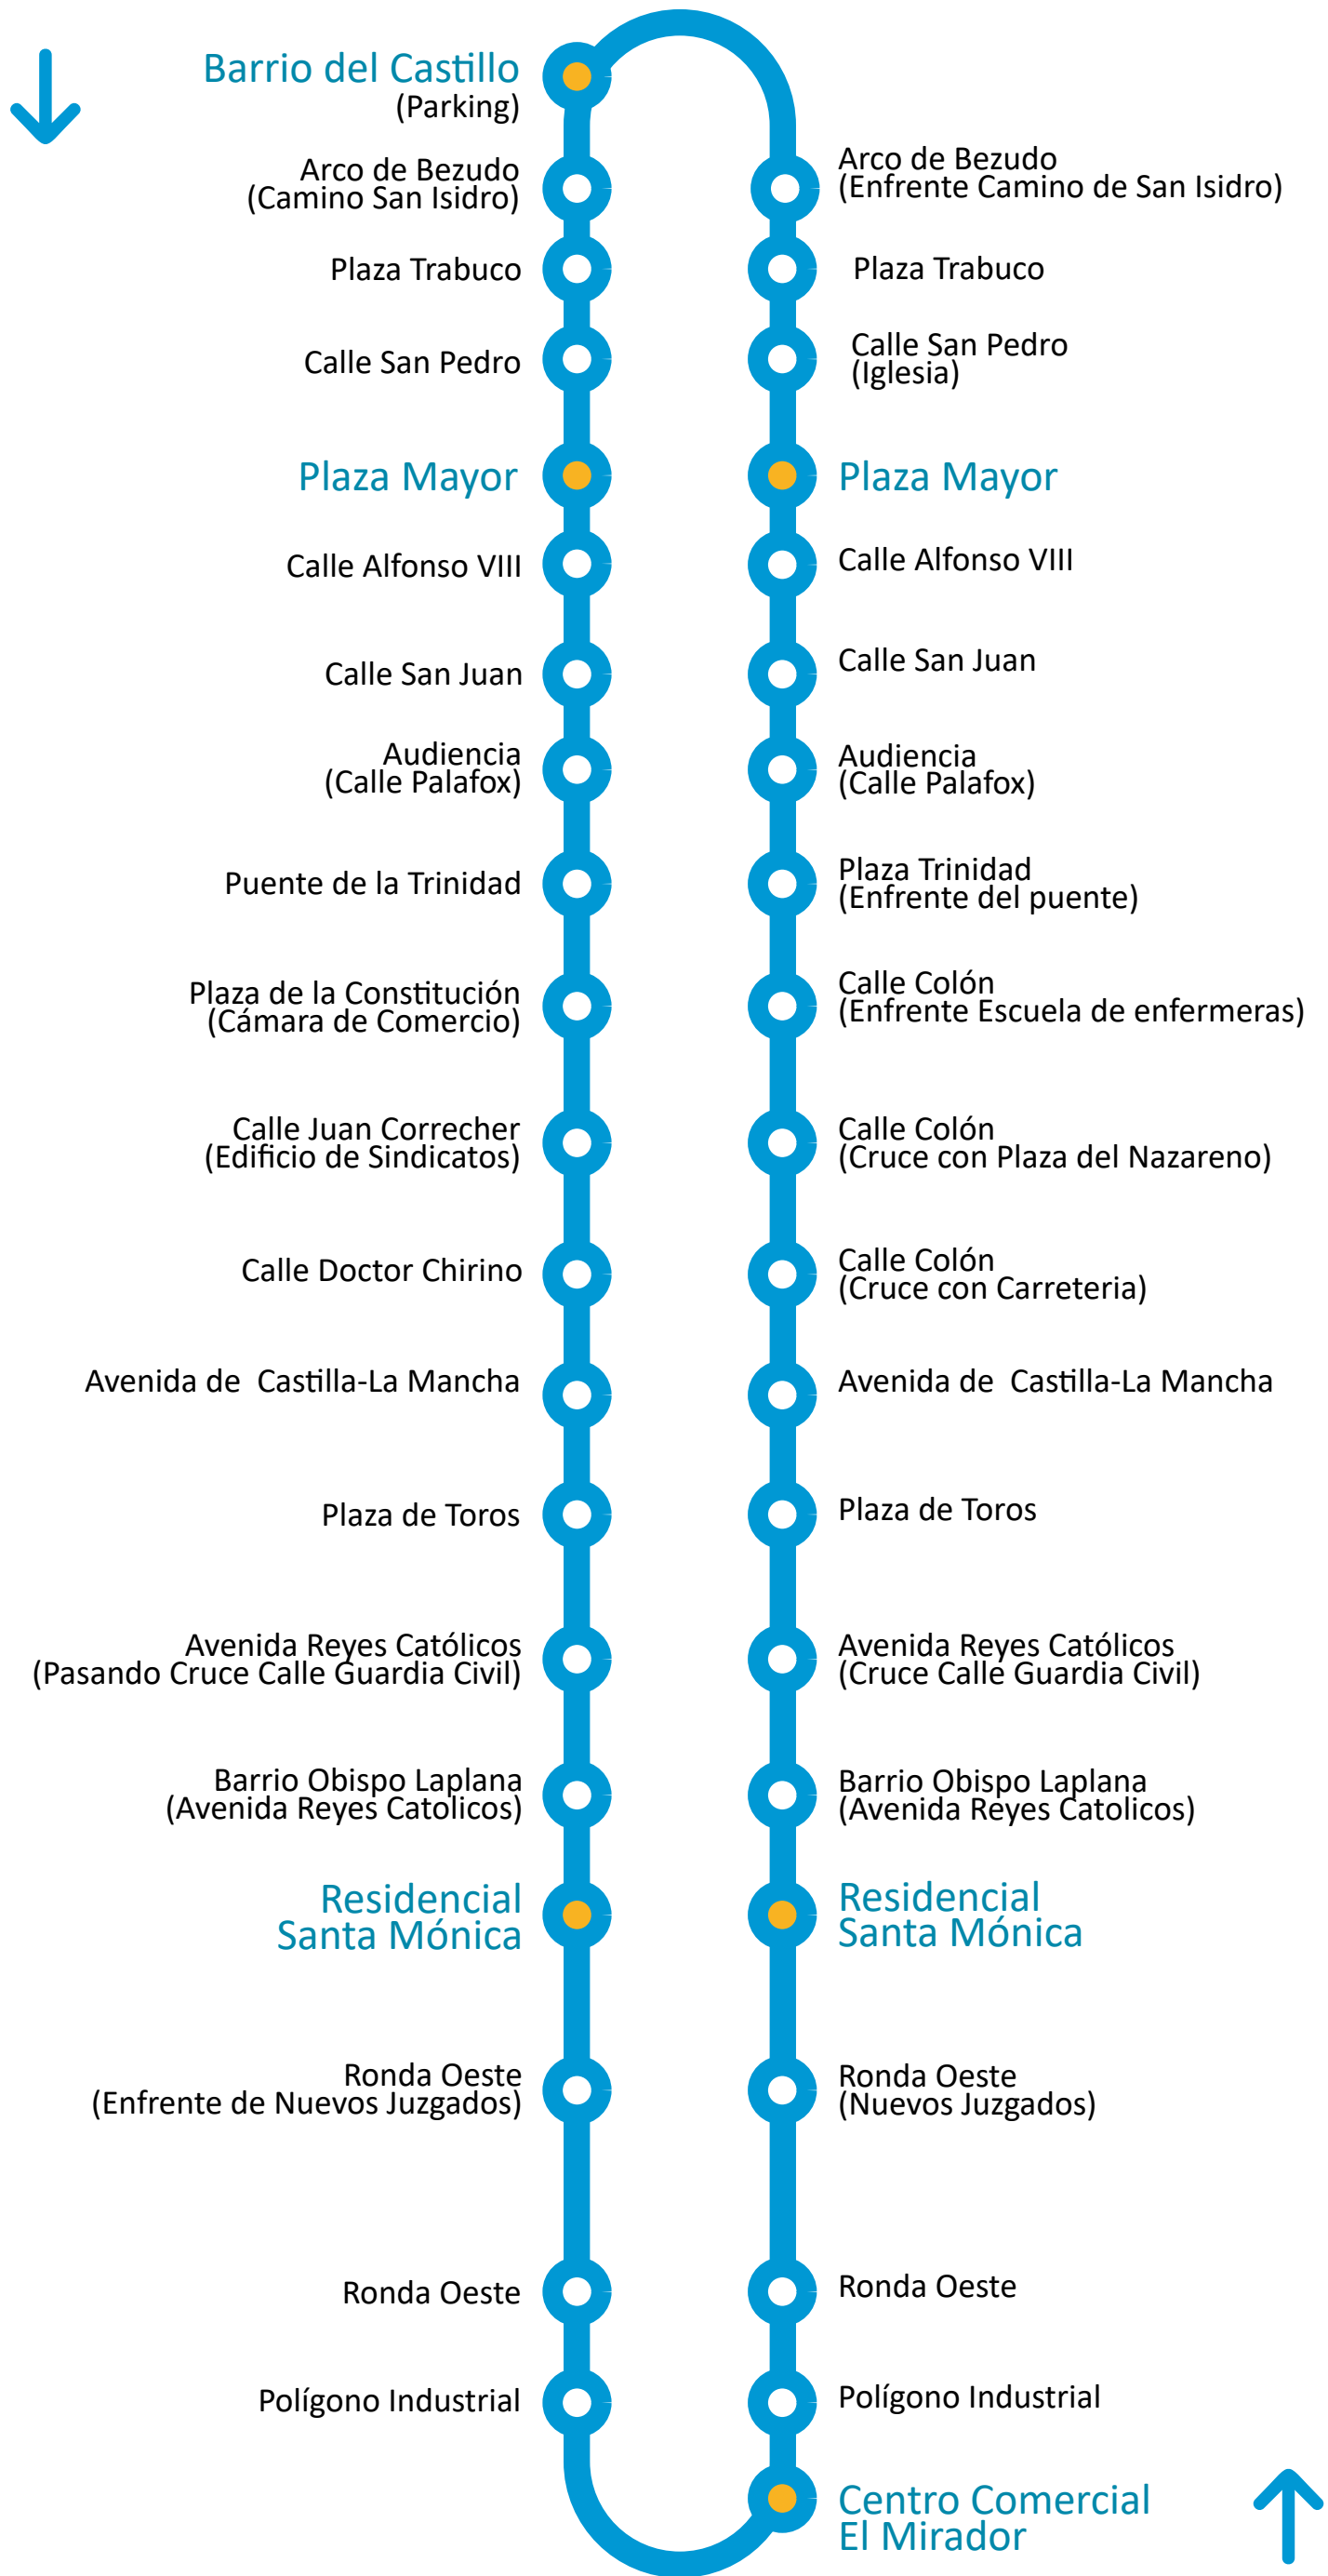 Barrio del Castillo
(Parking)
Arco de Bezudo
(Camino San Isidro)
Plaza Trabuco
Calle San Pedro
Plaza Mayor
Calle Alfonso VIII
Calle San Juan
Audiencia
(Calle Palafox)
Puente de la Trinidad
Plaza de la Constitución
(Cámara de Comercio)
Calle Juan Correcher
(Edificio de Sindicatos)
Calle Doctor Chirino
Avenida de  Castilla-La Mancha
Plaza de Toros
Avenida Reyes Católicos
(Pasando Cruce Calle Guardia Civil)
Barrio Obispo Laplana
(Avenida Reyes Catolicos)
Residencial
Santa Mónica
Ronda Oeste
(Enfrente de Nuevos Juzgados)
Ronda Oeste
Polígono Industrial
Arco de Bezudo
(Enfrente Camino de San Isidro)
Plaza Trabuco
Calle San Pedro
(Iglesia)
Plaza Mayor
Calle Alfonso VIII
Calle San Juan
Audiencia
(Calle Palafox)
Plaza Trinidad
(Enfrente del puente)
Calle Colón
(Enfrente Escuela de enfermeras)
Calle Colón
(Cruce con Plaza del Nazareno)
Calle Colón
(Cruce con Carreteria)
Avenida de  Castilla-La Mancha
Plaza de Toros
Avenida Reyes Católicos
(Cruce Calle Guardia Civil)
Barrio Obispo Laplana
(Avenida Reyes Catolicos)
Residencial
Santa Mónica
Ronda Oeste
(Nuevos Juzgados)
Ronda Oeste
Polígono Industrial
Centro Comercial
El Mirador